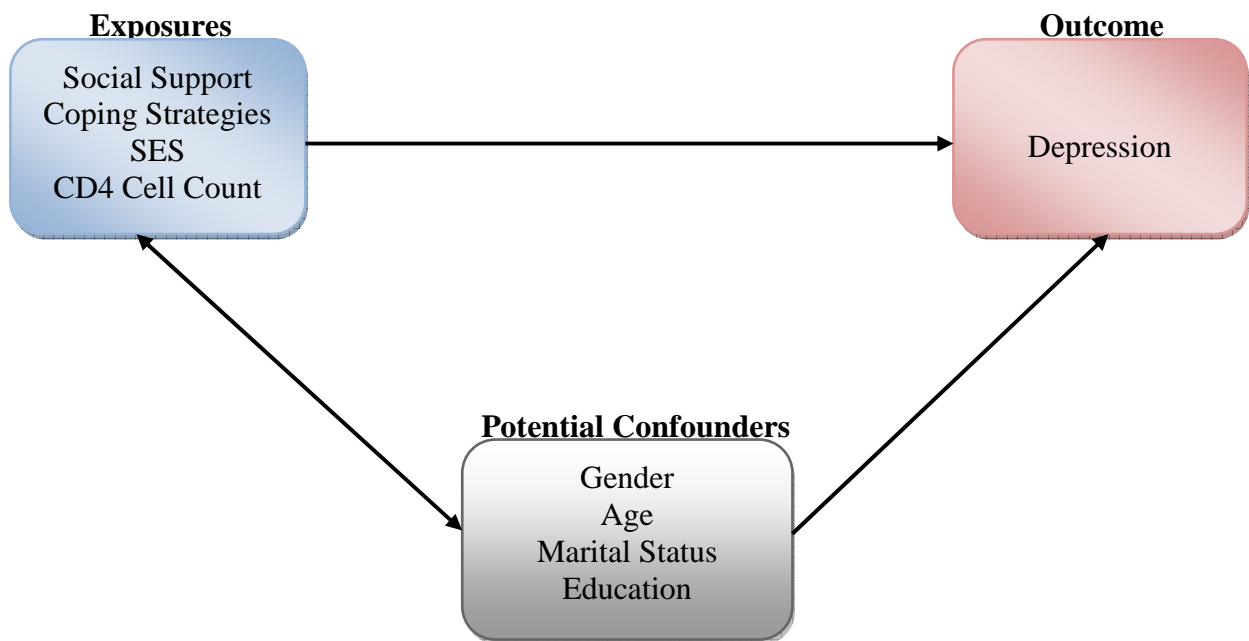 Exposures
Social Support
Coping Strategies
SES
CD4 Cell Count
Outcome
Depression
Potential Confounders
Gender
Age
Marital Status
Education